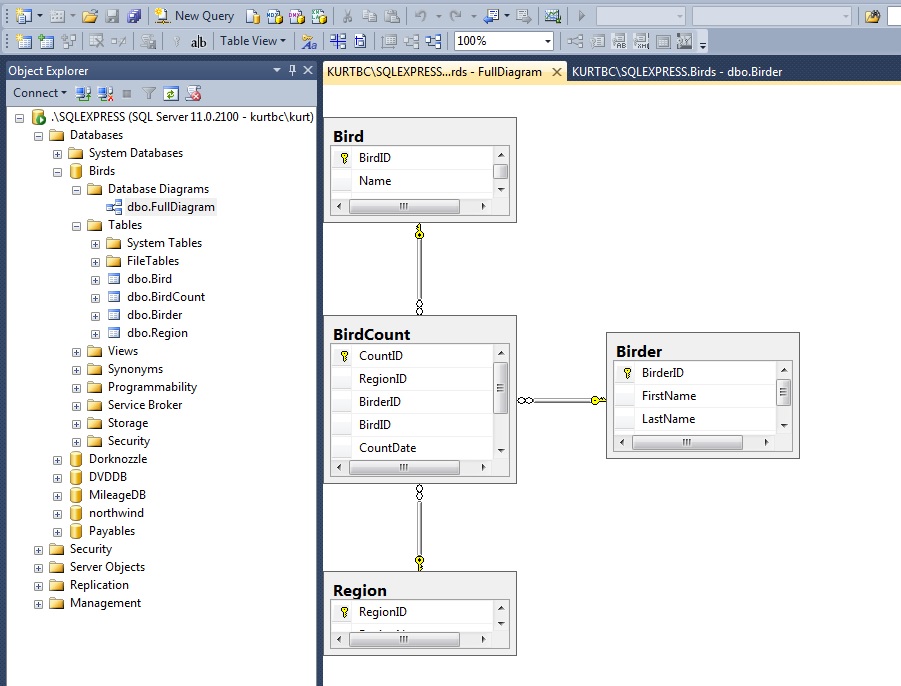 New Query
Table View
100%
Object Explorer
Connect
.\SQLEXPRESS (SQL Server 11.0.2100 - kurtbc\kurt)
Databases
System Databases
Birds
Database Diagrams
dbo.FullDiagram
Tables
System Tables
FileTables
dbo.Bird
dbo.BirdCount
dbo.Birder
dbo.Region
Views
Synonyms
Programmability
Service Broker
Storage
Security
Dorknozzle
DVDDB
MileageDB
northwind
Payables
Security
Server Objects
Replication
Management
KURTBC\SQLEXPRESS...rds - FullDiagram
KURTBC\SQLEXPRESS.Birds - dbo.Birder
Bird
BirdID
Name
BirdCount
CountID
RegionID
BirderID
BirdID
CountDate
Birder
BirderID
FirstName
LastName
Region
RegionID